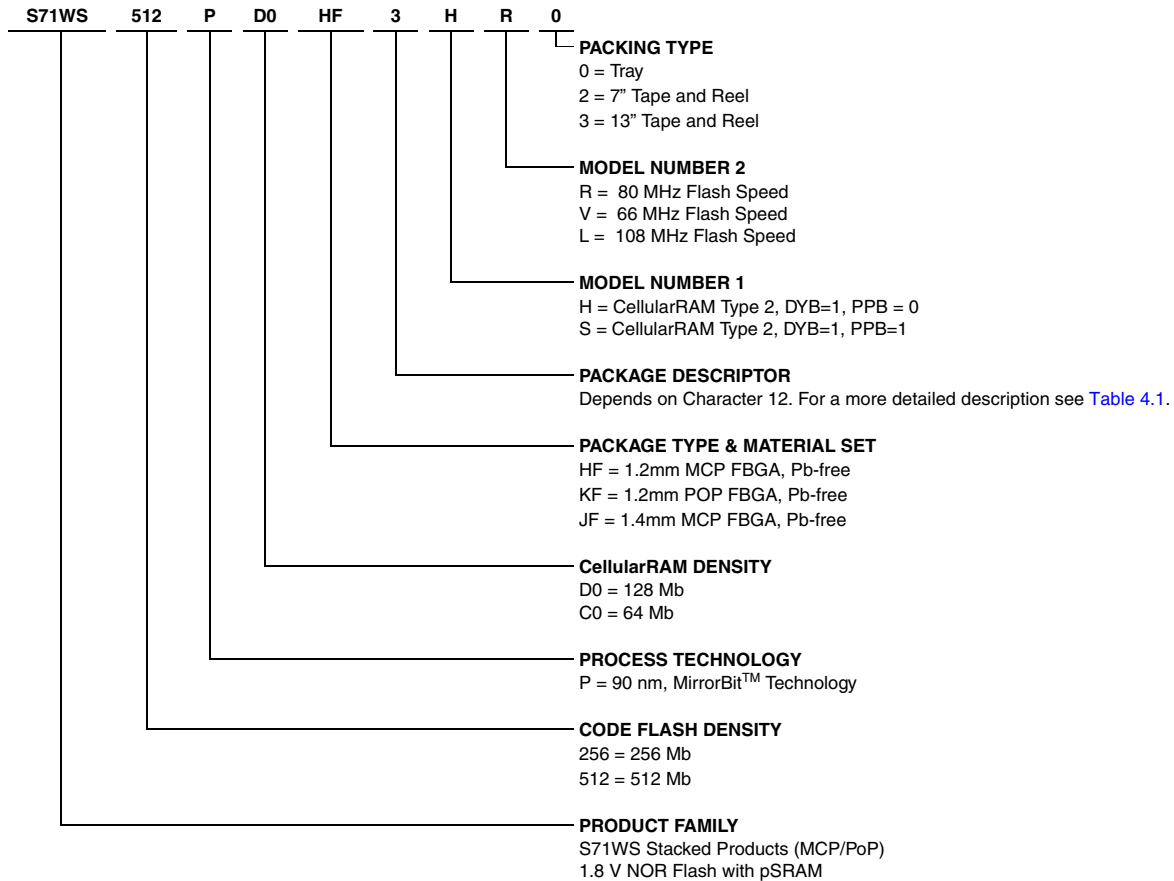 S71WS 512 P D0 HF 3 H R 0
PACKING TYPE
0 = Tray
2 = 7” Tape and Reel
3 = 13” Tape and Reel
MODEL NUMBER 2
R = 80 MHz Flash Speed
V = 66 MHz Flash Speed
L = 108 MHz Flash Speed
MODEL NUMBER 1
H = CellularRAM Type 2, DYB=1, PPB = 0
S = CellularRAM Type 2, DYB=1, PPB=1
PACKAGE DESCRIPTOR
Depends on Character 12. For a more detailed description see Table 4.1.
PACKAGE TYPE & MATERIAL SET
HF = 1.2mm MCP FBGA, Pb-free
KF = 1.2mm POP FBGA, Pb-free
JF = 1.4mm MCP FBGA, Pb-free
CellularRAM DENSITY
D0 = 128 Mb
C0 = 64 Mb
PROCESS TECHNOLOGY
P = 90 nm, MirrorBitTM Technology
CODE FLASH DENSITY
256 = 256 Mb
512 = 512 Mb
PRODUCT FAMILY
S71WS Stacked Products (MCP/PoP)
1.8 V NOR Flash with pSRAM